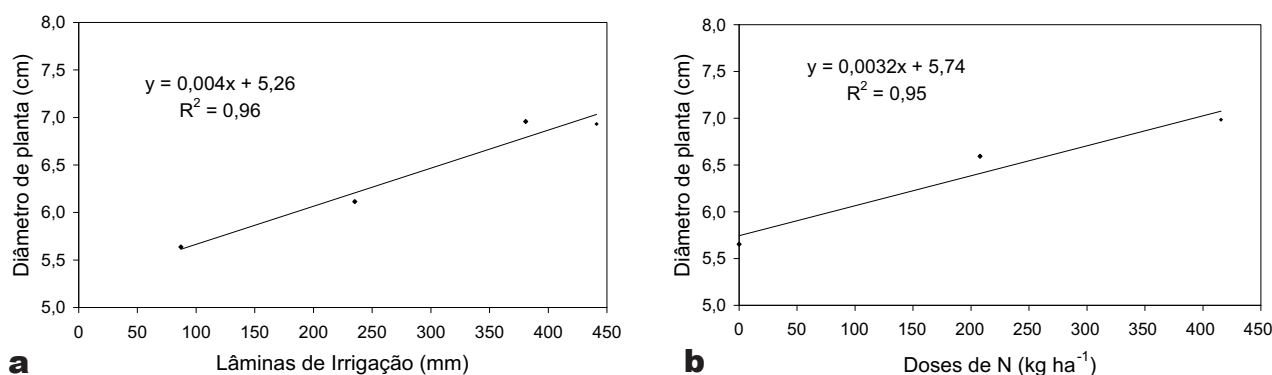 8,0
7,5
7,0
6,5
6,0
5,5
5,0
Diâmetro de planta (cm)
y = 0,004x + 5,26
R² = 0,96
0 50 100 150 200 250 300 350 400 450
Lâminas de Irrigação (mm)
a
8,0
7,5
7,0
6,5
6,0
5,5
5,0
Diâmetro de planta (cm)
y = 0,0032x + 5,74
R² = 0,95
0 50 100 150 200 250 300 350 400 450
Doses de N (kg ha⁻¹)
b